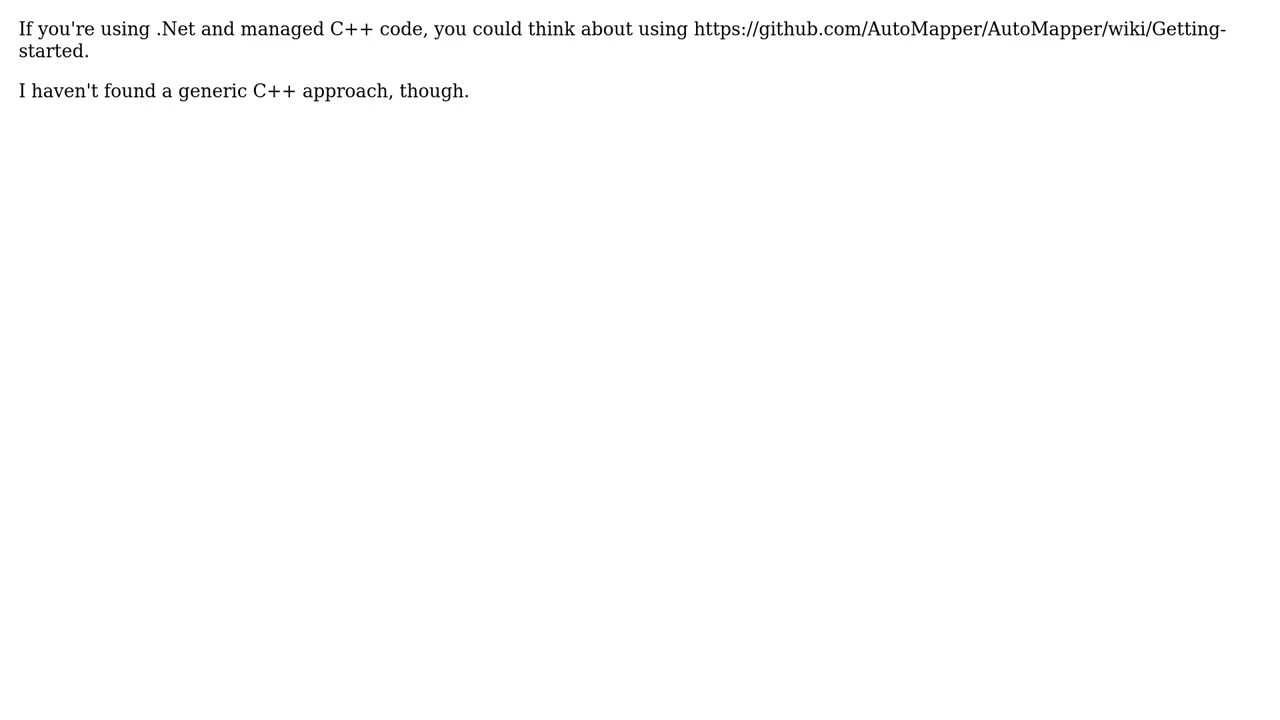 If you're using .Net and managed C++ code, you could think about using https://github.com/AutoMapper/AutoMapper/wiki/Getting-
started.
I haven't found a generic C++ approach, though.